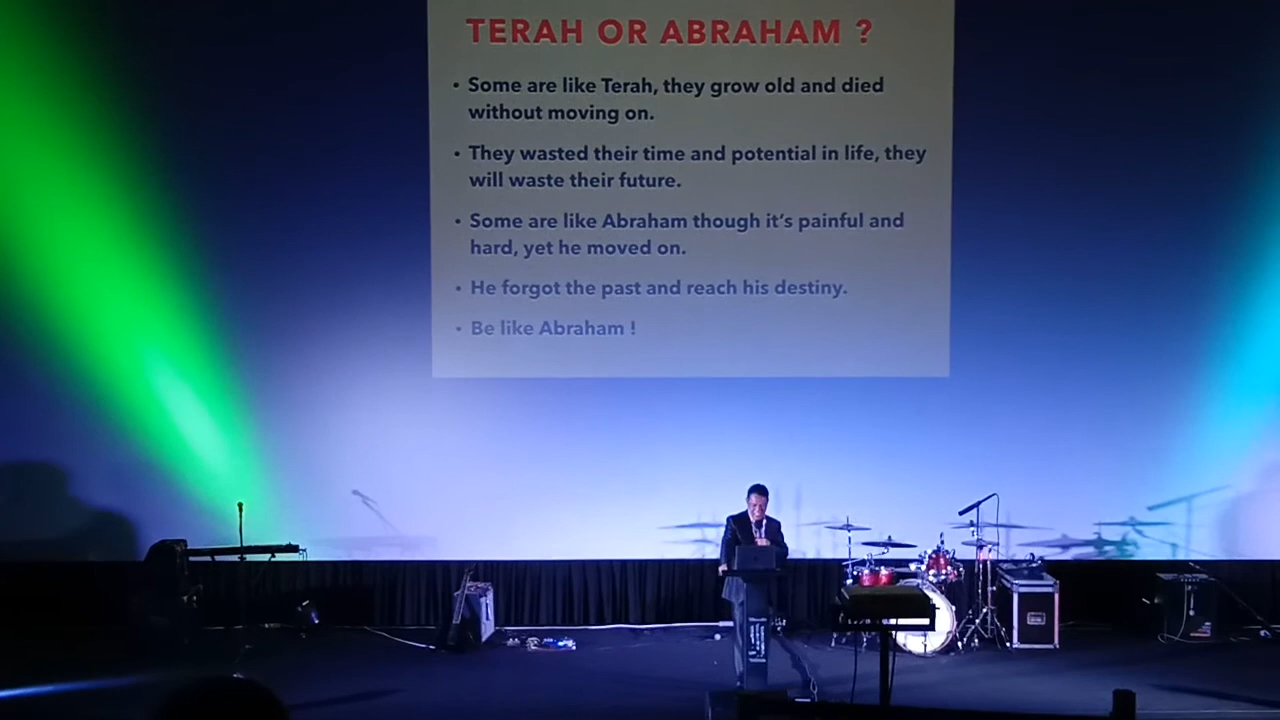 TERAH OR ABRAHAM ?
• Some are like Terah, they grow old and died
without moving on.
• They wasted their time and potential in life, they
will waste their future.
• Some are like Abraham though it's painful and
hard, yet he moved on.
• He forgot the past and reach his destiny.
• Be like Abraham !